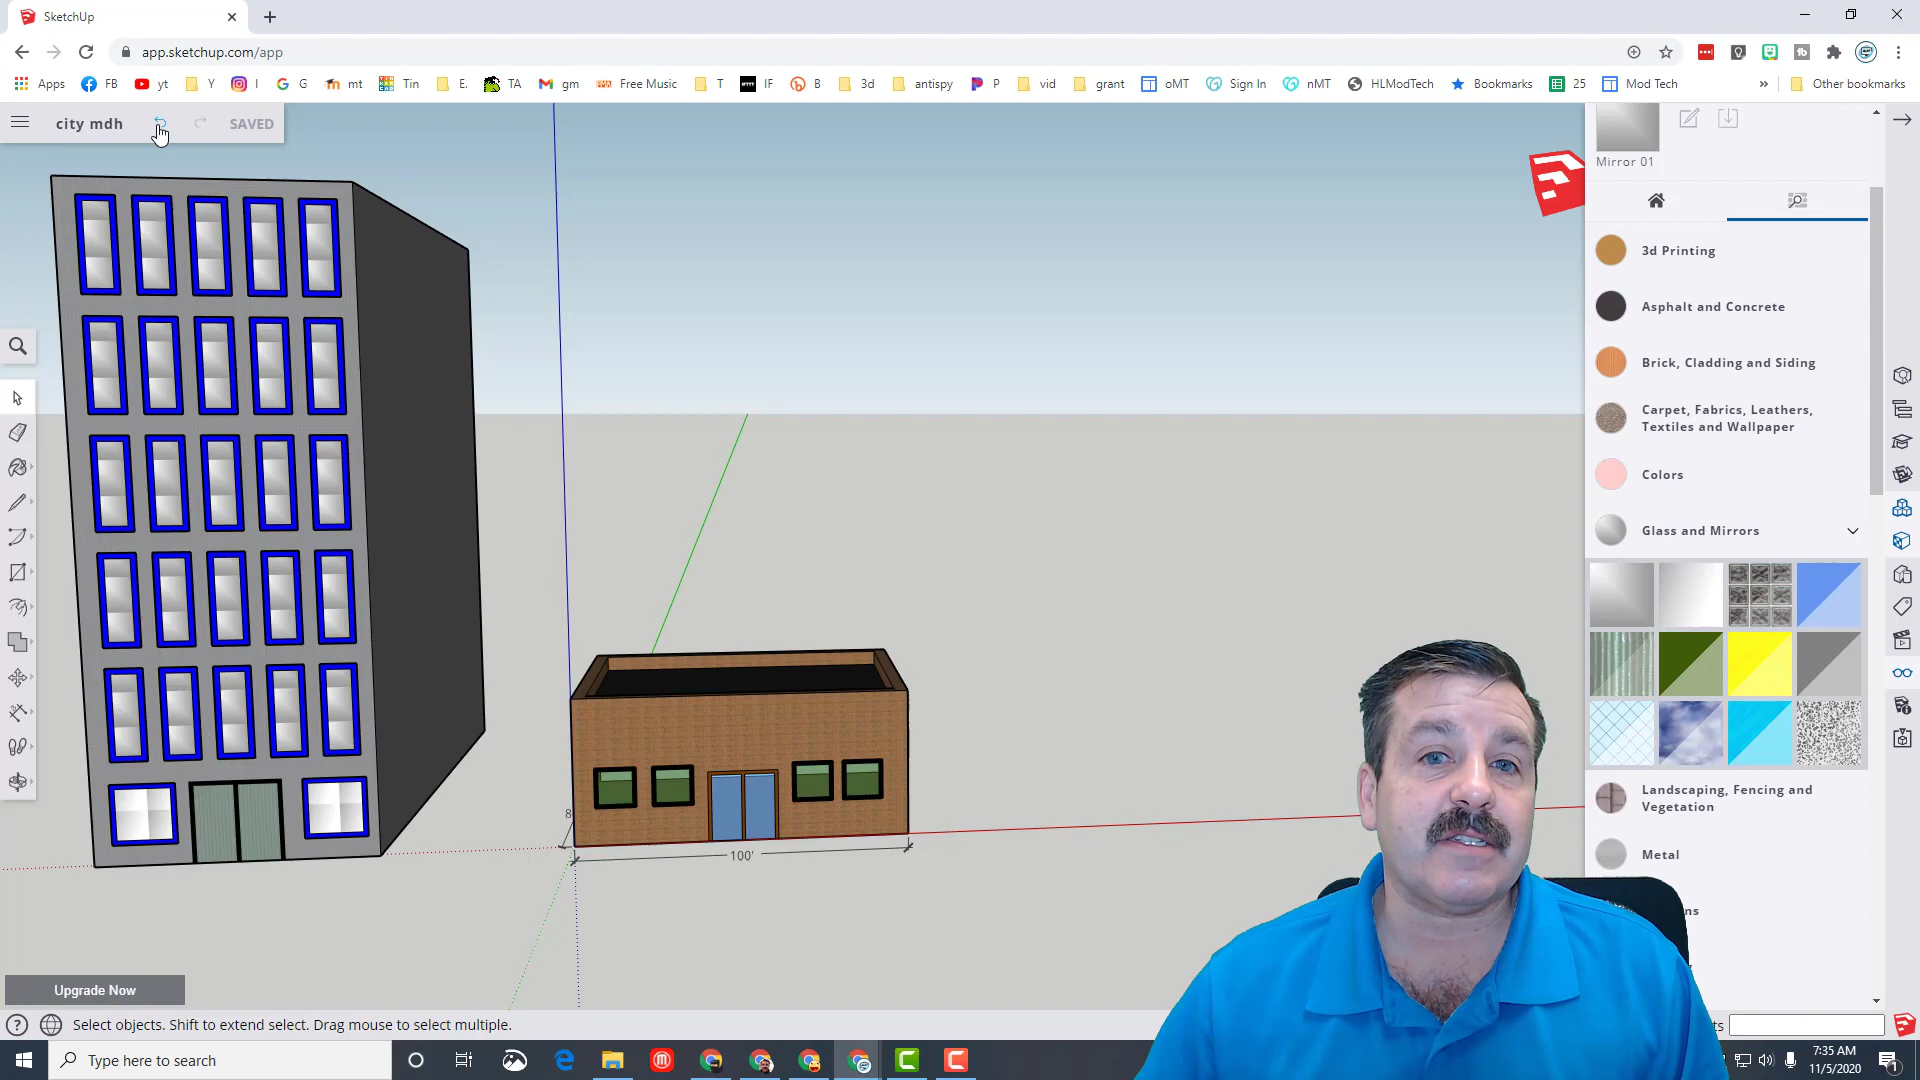 SketchUp
app.sketchup.com/app
Apps FB yt Y I G mt Tin E. TA gm Free Music T IF B 3d antispy P vid grant oMT Sign In nMT HLModTech Bookmarks 25 Mod Tech » Other bookmarks
city mdh SAVED
Mirror 01
3d Printing
Asphalt and Concrete
Brick, Cladding and Siding
Carpet, Fabrics, Leathers,
Textiles and Wallpaper
Colors
Glass and Mirrors
Landscaping, Fencing and
Vegetation
Metal
ns
8
100'
Upgrade Now
Select objects. Shift to extend select. Drag mouse to select multiple.
ts
Type here to search
7:35 AM
11/5/2020